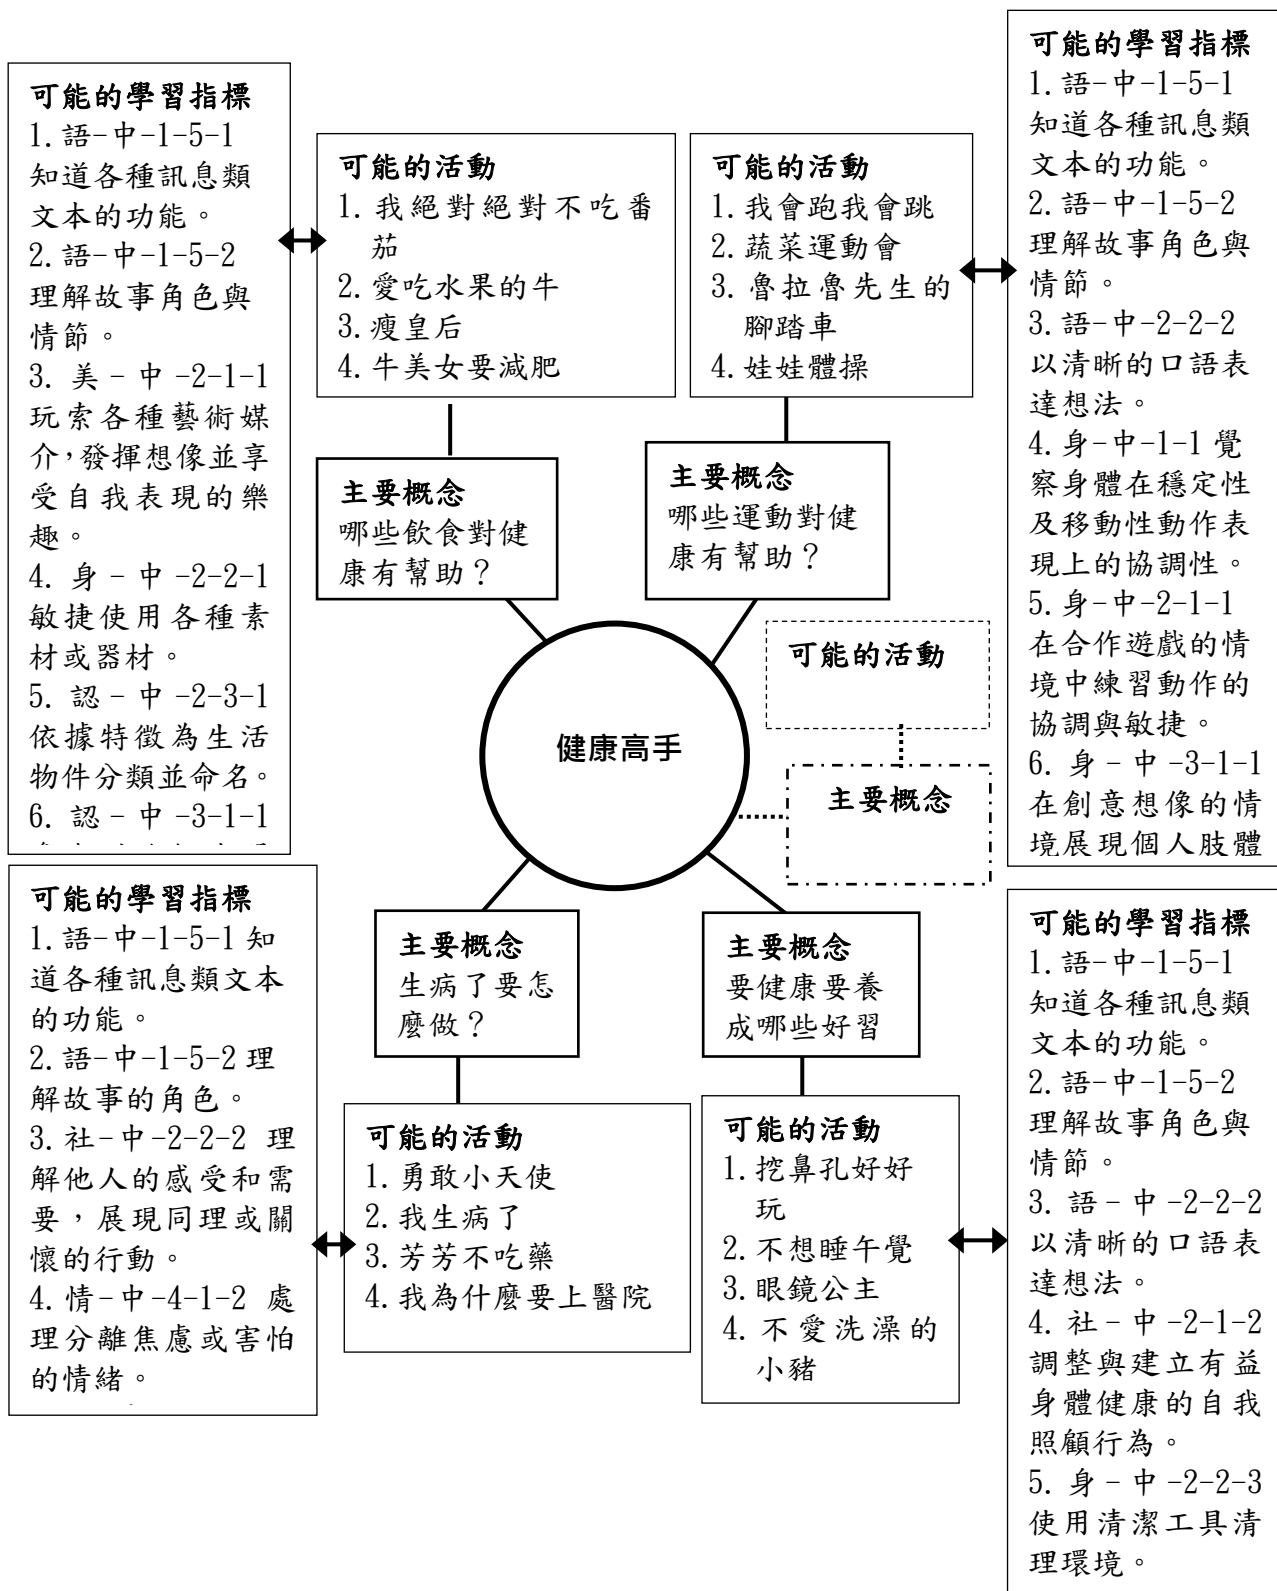 可能的學習指標
1.語-中-1-5-1
知道各種訊息類
文本的功能。
2.語-中-1-5-2
理解故事角色與
情節。
3. 美-中-2-1-1
玩索各種藝術媒
介,發揮想像並享
受自我表現的樂
趣。
4. 身-中-2-2-1
敏捷使用各種素
材或器材。
5. 認-中-2-3-1
依據特徵為生活
物件分類並命名。
6. 認-中-3-1-1
可能的活動
1. 我絕對絕對不吃番
茄
2.愛吃水果的牛
3.瘦皇后
4.牛美女要減肥
可能的活動
1.我會跑我會跳
2.蔬菜運動會
3. 魯拉魯先生的
腳踏車
4.娃娃體操
可能的學習指標
1.語-中-1-5-1
知道各種訊息類
文本的功能。
2.語-中-1-5-2
理解故事角色與
情節。
3.語-中-2-2-2
以清晰的口語表
達想法。
4.身-中-1-1 覺
察身體在穩定性
及移動性動作表
現上的協調性。
5.身-中-2-1-1
在合作遊戲的情
境中練習動作的
協調與敏捷。
6. 身-中-3-1-1
在創意想像的情
境展現個人肢體
主要概念
哪些飲食對健
康有幫助?
主要概念
哪些運動對健
康有幫助?
可能的活動
主要概念
健康高手
主要概念
生病了要怎
麼做?
主要概念
要健康要養
成哪些好習
可能的學習指標
1.語-中-1-5-1 知
道各種訊息類文本
的功能。
2.語-中-1-5-2 理
解故事的角色。
3.社-中-2-2-2 理
解他人的感受和需
要,展現同理或關
懷的行動。
4.情-中-4-1-2 處
理分離焦慮或害怕
的情緒。
可能的活動
1.勇敢小天使
2.我生病了
3.芳芳不吃藥
4.我為什麼要上醫院
可能的活動
1.挖鼻孔好好
玩
2.不想睡午覺
3.眼鏡公主
4. 不愛洗澡的
小豬
可能的學習指標
1.語-中-1-5-1
知道各種訊息類
文本的功能。
2.語-中-1-5-2
理解故事角色與
情節。
3. 語-中-2-2-2
以清晰的口語表
達想法。
4. 社-中-2-1-2
調整與建立有益
身體健康的自我
照顧行為。
5. 身-中-2-2-3
使用清潔工具清
理環境。